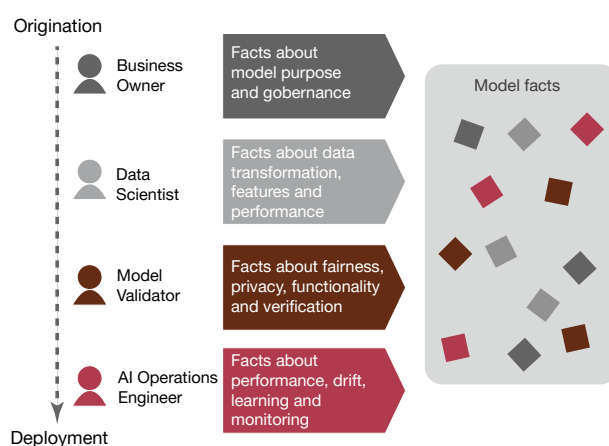 Origination
Business
Owner
Facts about
model purpose
and gobernance
Model facts
Data
Scientist
Facts about data
transformation,
features and
performance
Model
Validator
Facts about fairness,
privacy, functionality
and verification
AI Operations
Engineer
Facts about
performance, drift,
learning and
monitoring
Deployment